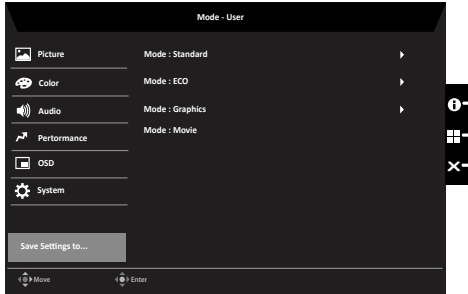 Mode - User
Picture
Color
Audio
Pertormance
OSD
System
Save Settings to...
Mode : Standard
Mode : ECO
Mode : Graphics
Mode : Movie
Move
Enter